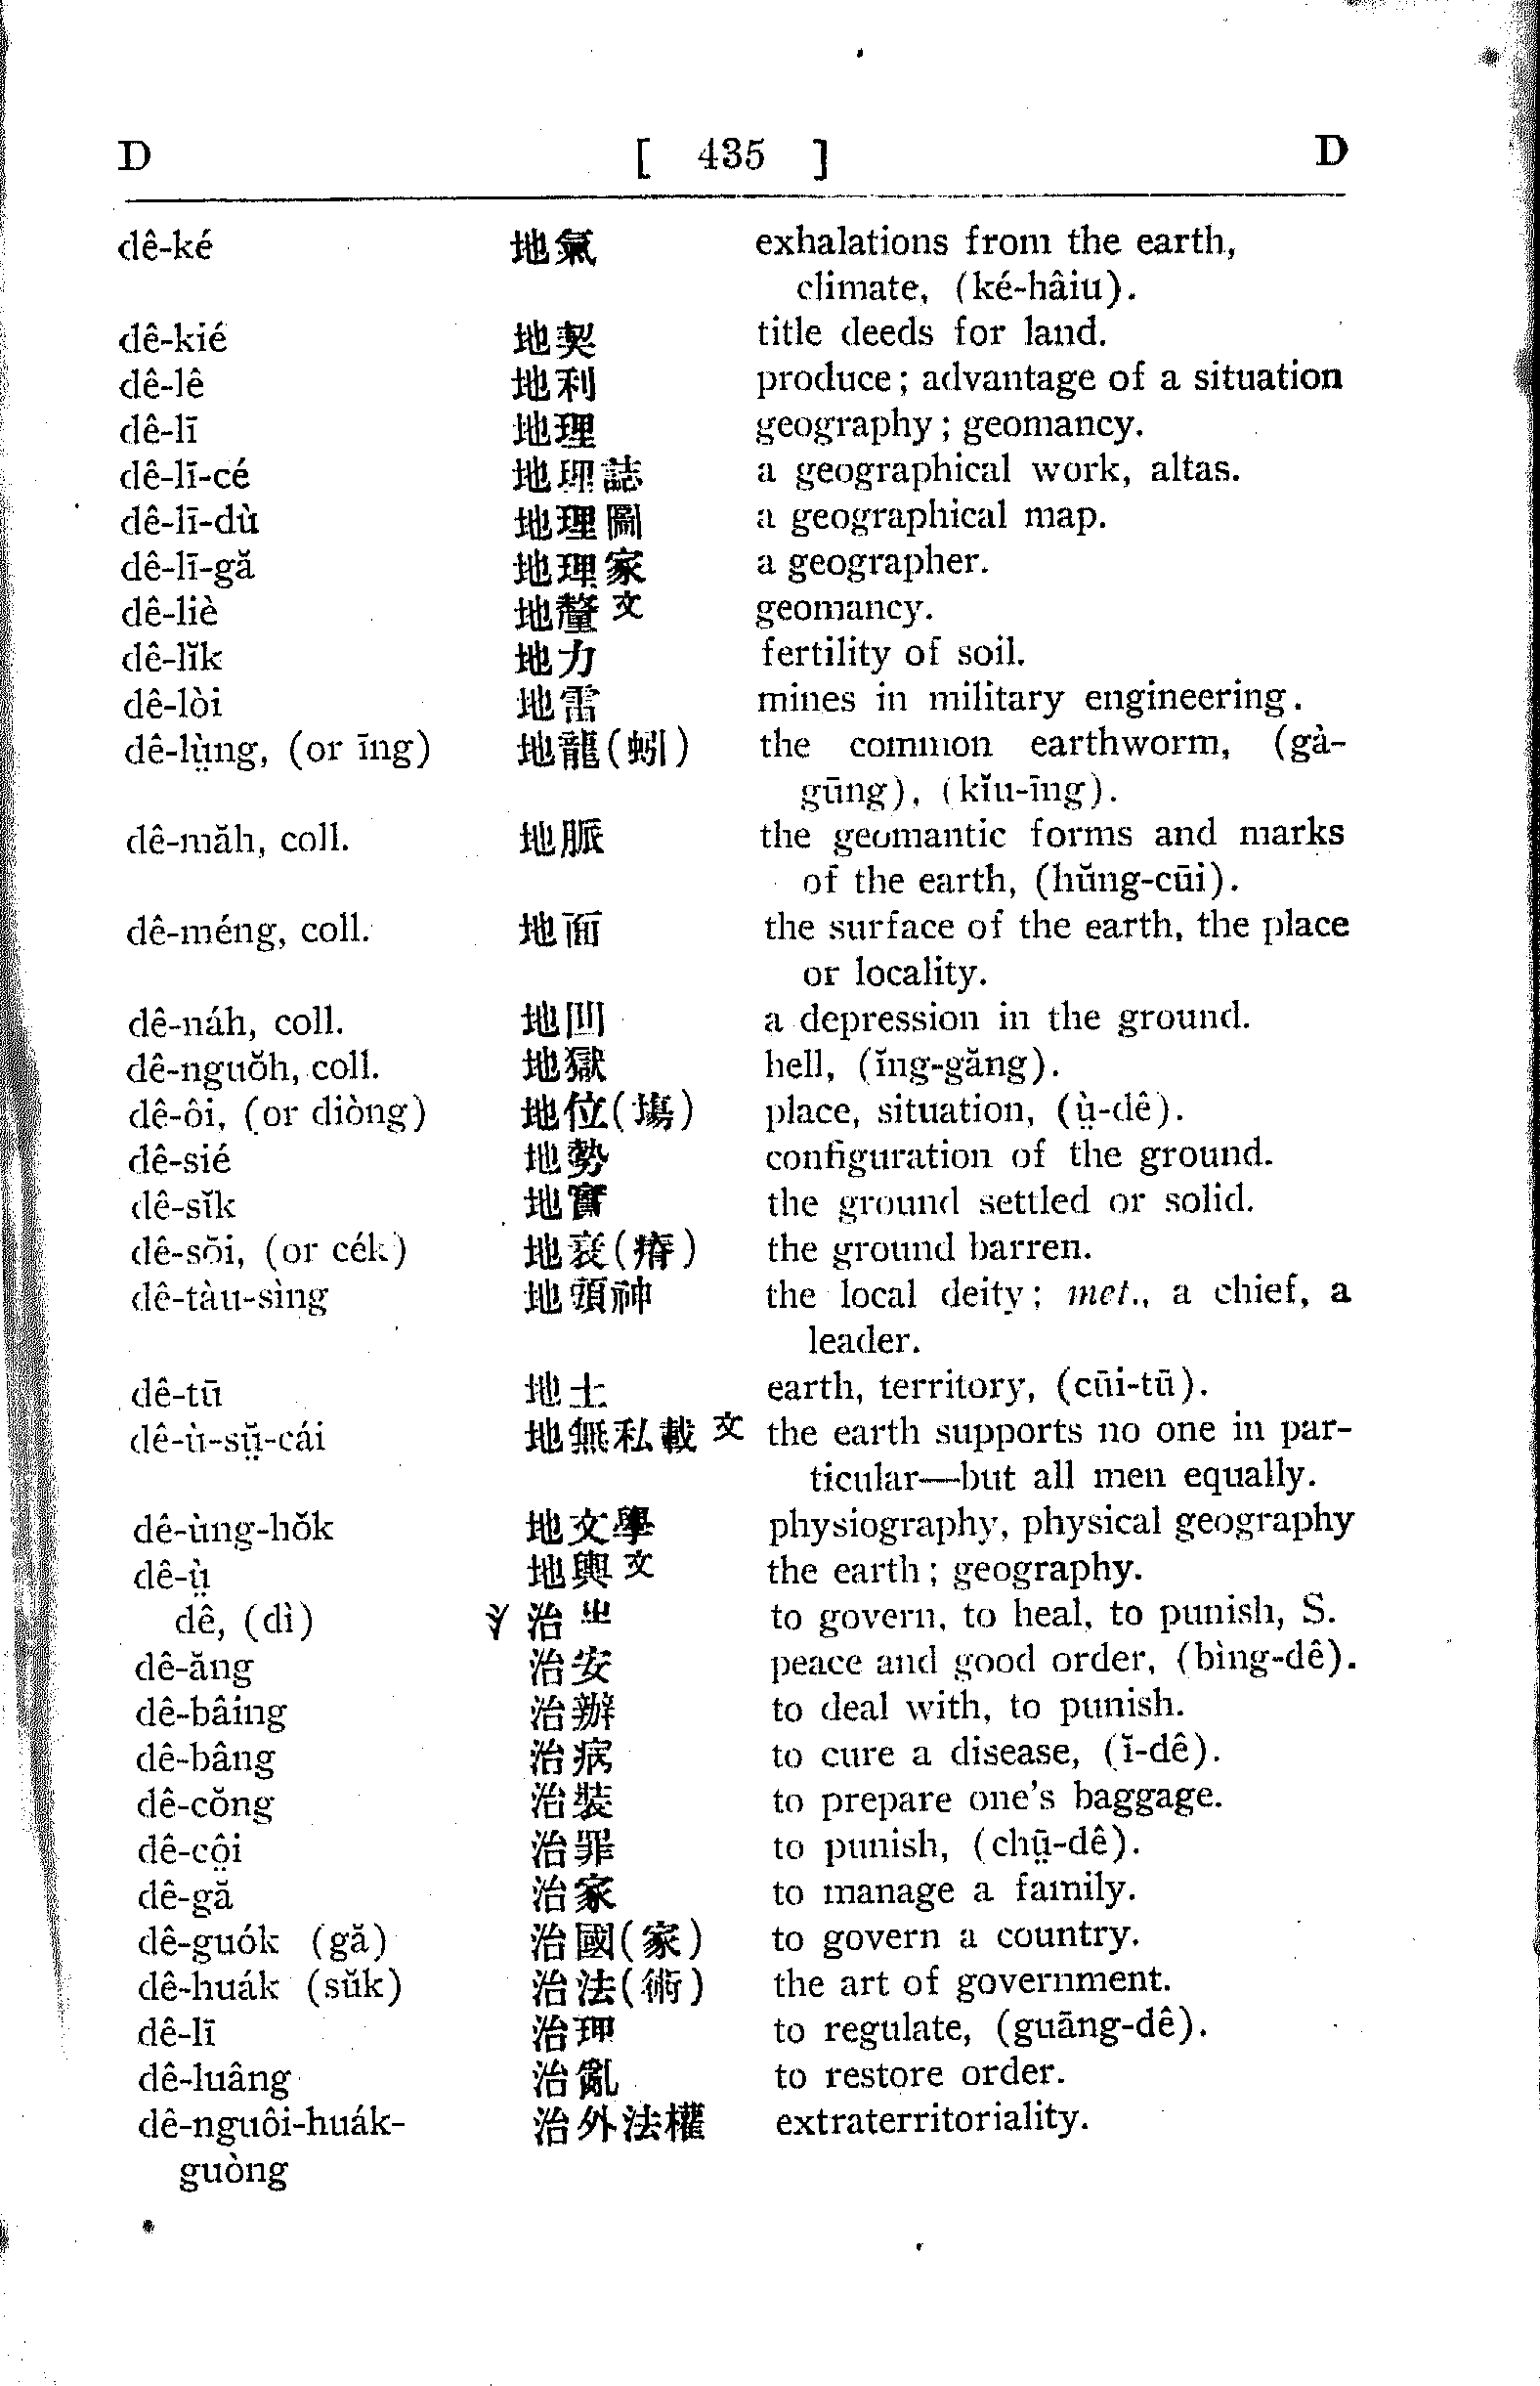 D [ 435 ] D
dê-ké 地氣 exhalations from the earth,
climate, (ké-hâiu).
dê-kié 地契 title deeds for land.
dê-lê 地利 produce; advantage of a situation
dê-lī 地理 geography; geomancy.
dê-lī-cé 地理誌 a geographical work, altas.
dê-lī-dù 地理圖 a geographical map.
dê-lī-gă 地理家 a geographer.
dê-liè 地釐文 geomancy.
dê-lĭk 地力 fertility of soil.
dê-lòi 地雷 mines in military engineering.
dê-lṳ̀ng, (or īng) 地龍(蚓) the common earthworm, (gà-
gūng), (kĭu-īng).
dê-măh, coll. 地脈 the geomantic forms and marks
of the earth, (hŭng-cūi).
dê-méng, coll. 地面 the surface of the earth, the place
or locality.
dê-náh, coll. 地凹 a depression in the ground.
dê-nguŏh, coll. 地獄 hell, (ĭng-găng).
dê-ôi, (or diòng) 地位(塲) place, situation, (ṳ̀-dê).
dê-sié 地勢 configuration of the ground.
dê-sĭk 地實 the ground settled or solid.
dê-sŏi, (or cék) 地衰(瘠) the ground barren.
dê-tàu-sìng 地頭神 the local deity; met., a chief, a
leader.
dê-tū 地土 earth, territory, (cūi-tū).
dê-ù-sṳ̆-cái 地無私載文 the earth supports no one in par-
ticular—but all men equally.
dê-ùng-hŏk 地文學 physiography, physical geography
dê-ṳ̀ 地輿文 the earth; geography.
dê, (dì) 治 to govern, to heal, to punish, S.
dê-ăng 治安 peace and good order, (bìng-dê).
dê-bâing 治辦 to deal with, to punish.
dê-bâng 治病 to cure a disease, (ĭ-dê).
dê-cŏng 治裝 to prepare one's baggage.
dê-cô̤i 治罪 to punish, (chṳ̄-dê).
dê-gă 治家 to manage a family.
dê-guók (gă) 治國(家) to govern a country.
dê-huák (sŭk) 治法(術) the art of government.
dê-lī 治理 to regulate, (guāng-dê).
dê-luâng 治亂 to restore order.
dê-nguôi-huák- 治外法權 extraterritoriality.
guòng